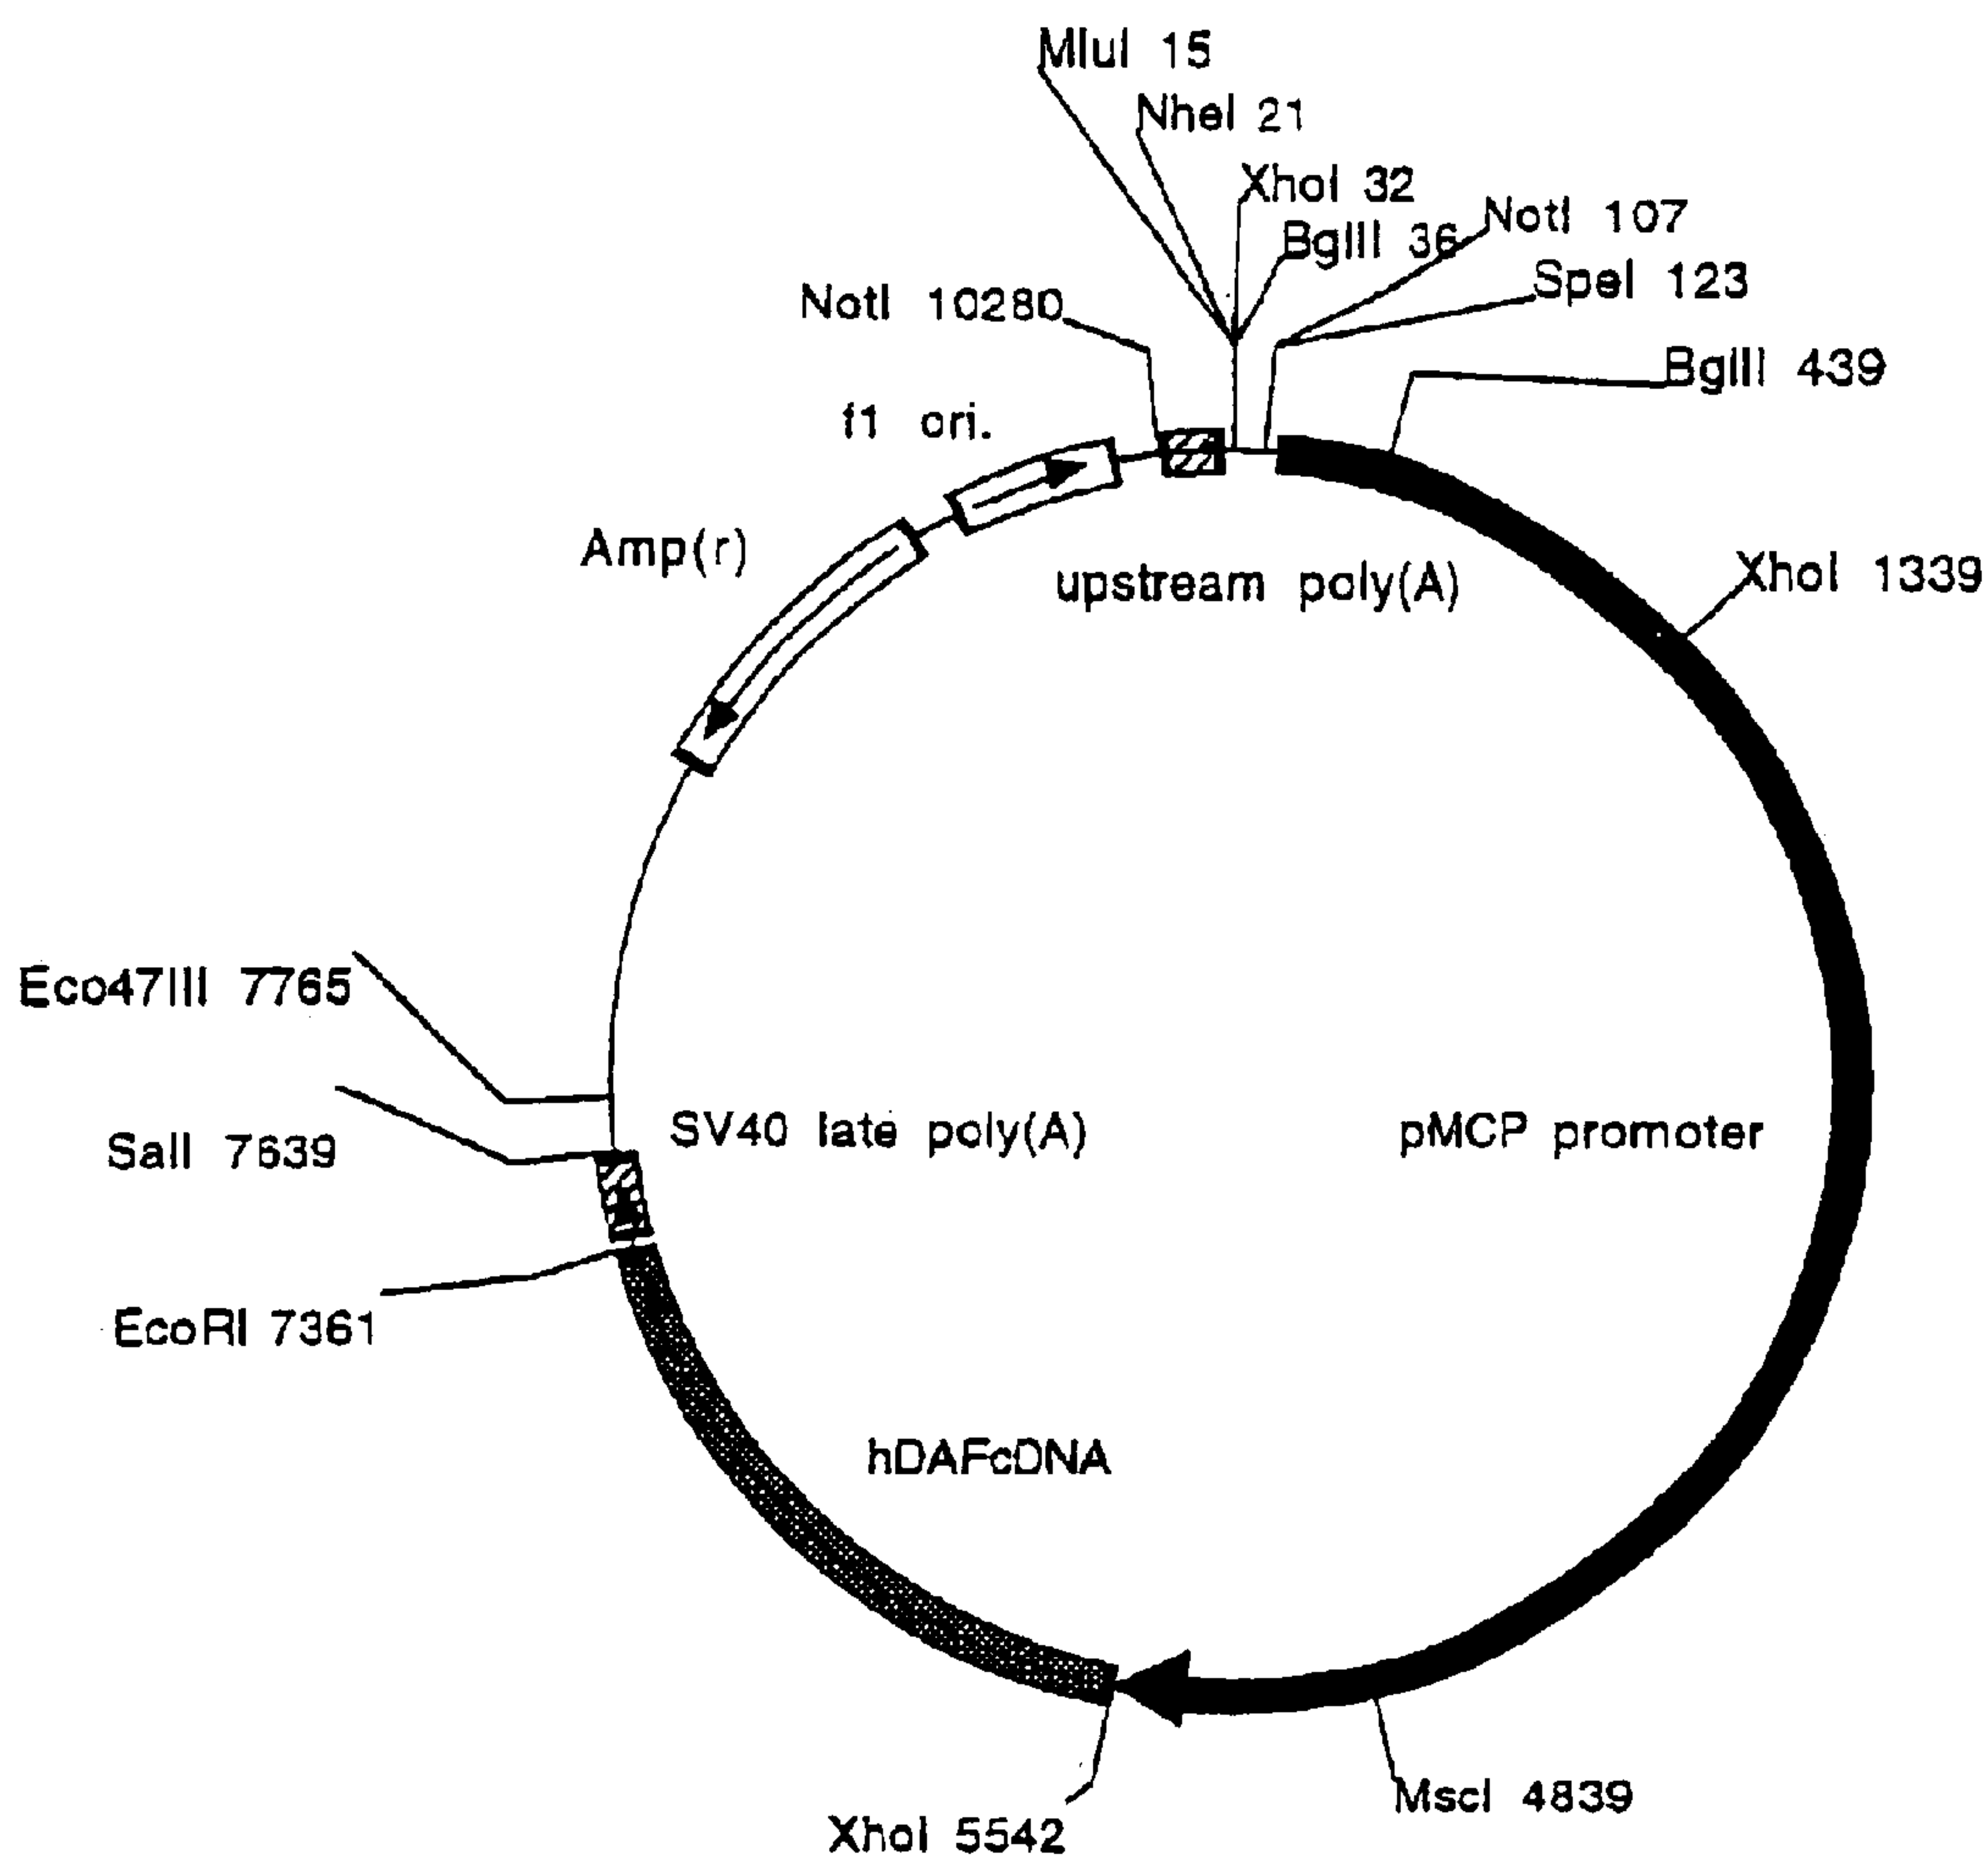 MluI 15
NheI 21
XhoI 32
BglII 36
NotI 107
SpeI 123
NotI 10280
BglII 439
f1 ori.
Amp(r)
upstream poly(A)
XhoI 1339
Eco47III 7765
SV40 late poly(A)
pMCP promoter
SalI 7639
EcoRI 7361
hDAFcDNA
MscI 4839
XhoI 5542